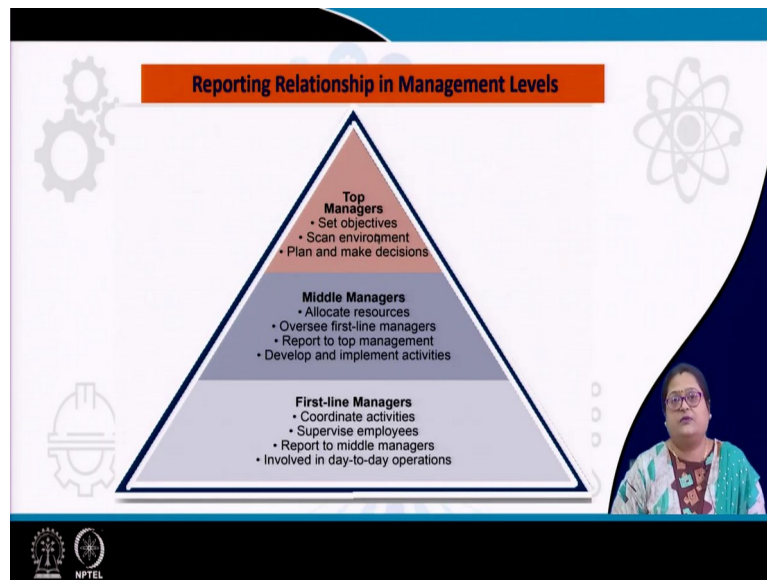 Reporting Relationship in Management Levels
Top
Managers
• Set objectives
• Scan environment
• Plan and make decisions
Middle Managers
• Allocate resources
• Oversee first-line managers
• Report to top management
• Develop and implement activities
First-line Managers
• Coordinate activities
• Supervise employees
• Report to middle managers
• Involved in day-to-day operations
NPTEL